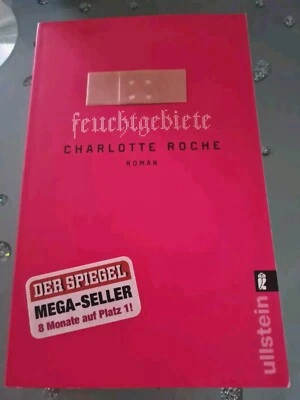 feuchtgebiete
CHARLOTTE ROCHE
ROMAN
DER SPIEGEL
MEGA-SELLER
8 Monate auf Platz 1!
ullstein